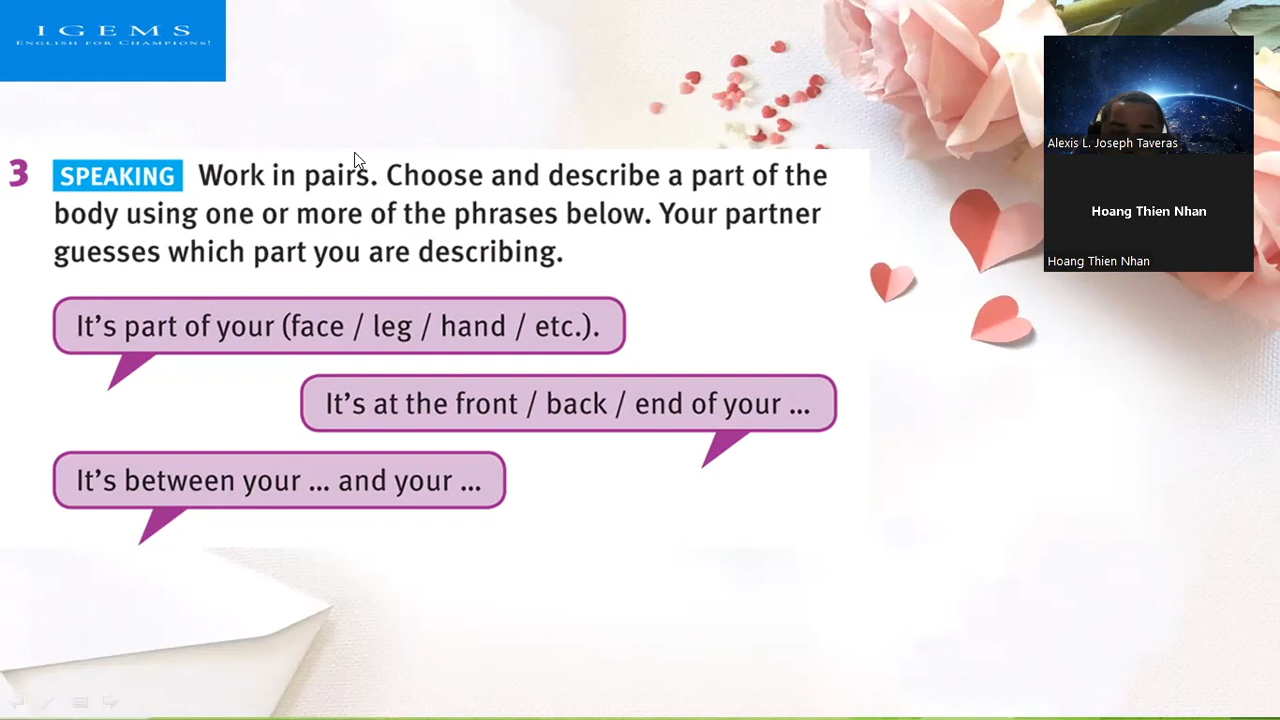 IGEMS
ENGLISH FOR CHAMPIONS!
3 SPEAKING Work in pairs. Choose and describe a part of the
body using one or more of the phrases below. Your partner
guesses which part you are describing.
It's part of your (face / leg / hand / etc.).
It's at the front / back / end of your ...
It's between your ... and your ...
Alexis L. Joseph Taveras
Hoang Thien Nhan
Hoang Thien Nhan